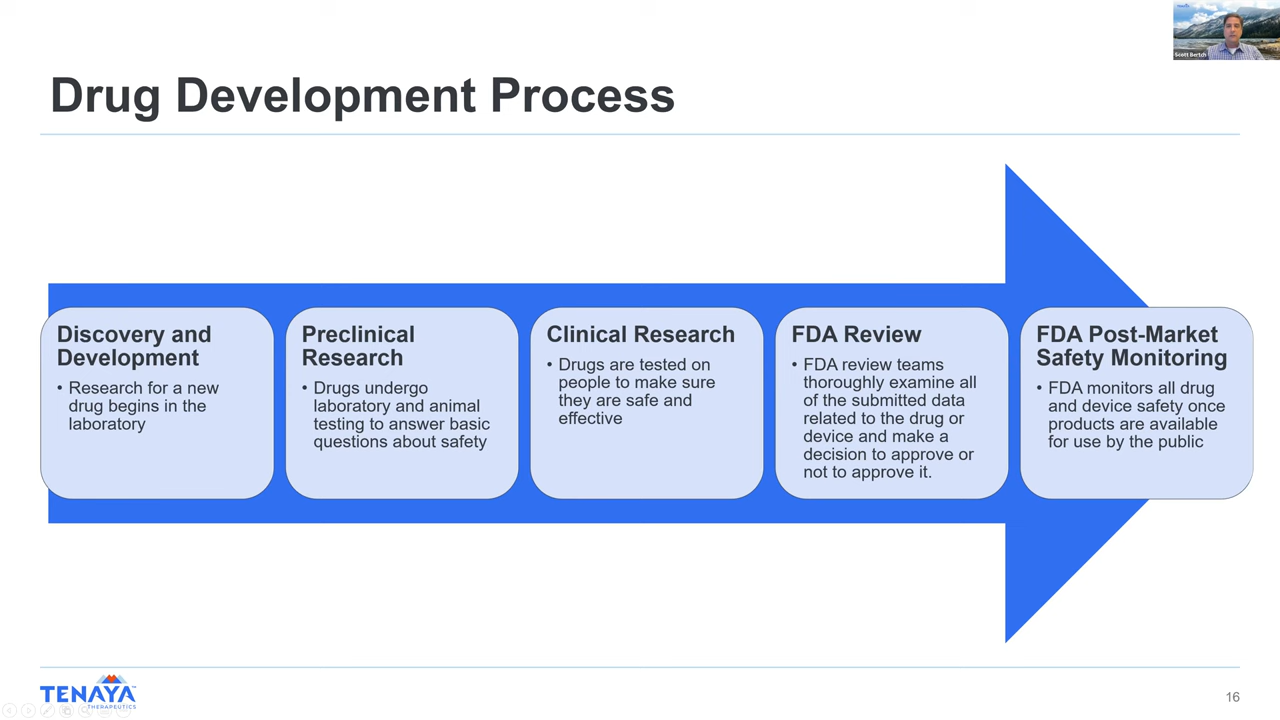 Scott Bertch
Drug Development Process
Discovery and
Development
• Research for a new
drug begins in the
laboratory
Preclinical
Research
• Drugs undergo
laboratory and animal
testing to answer basic
questions about safety
Clinical Research
• Drugs are tested on
people to make sure
they are safe and
effective
FDA Review
• FDA review teams
thoroughly examine all
of the submitted data
related to the drug or
device and make a
decision to approve or
not to approve it.
FDA Post-Market
Safety Monitoring
• FDA monitors all drug
and device safety once
products are available
for use by the public
TENAYA
THERAPEUTICS
16